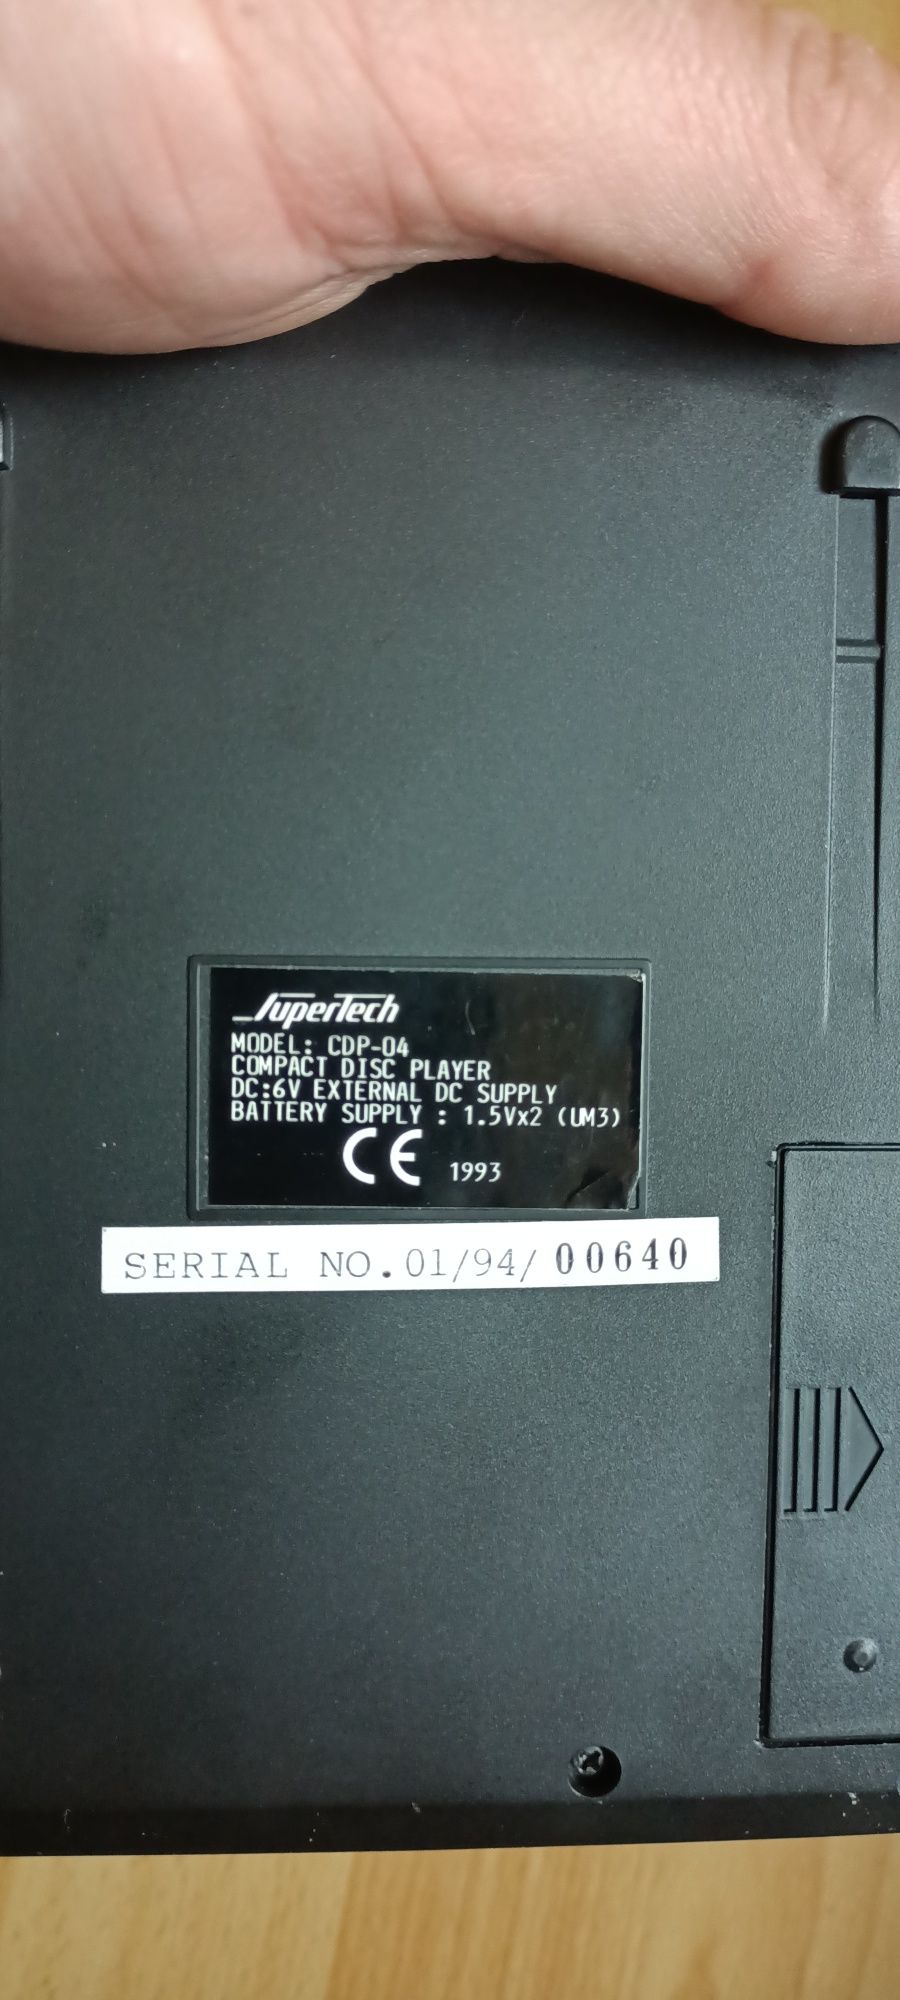 SuperTech
MODEL: CDP-04
COMPACT DISC PLAYER
DC:6V EXTERNAL DC SUPPLY
BATTERY SUPPLY : 1.5Vx2 (UM3)
CE 1993
SERIAL NO.01/94/00640